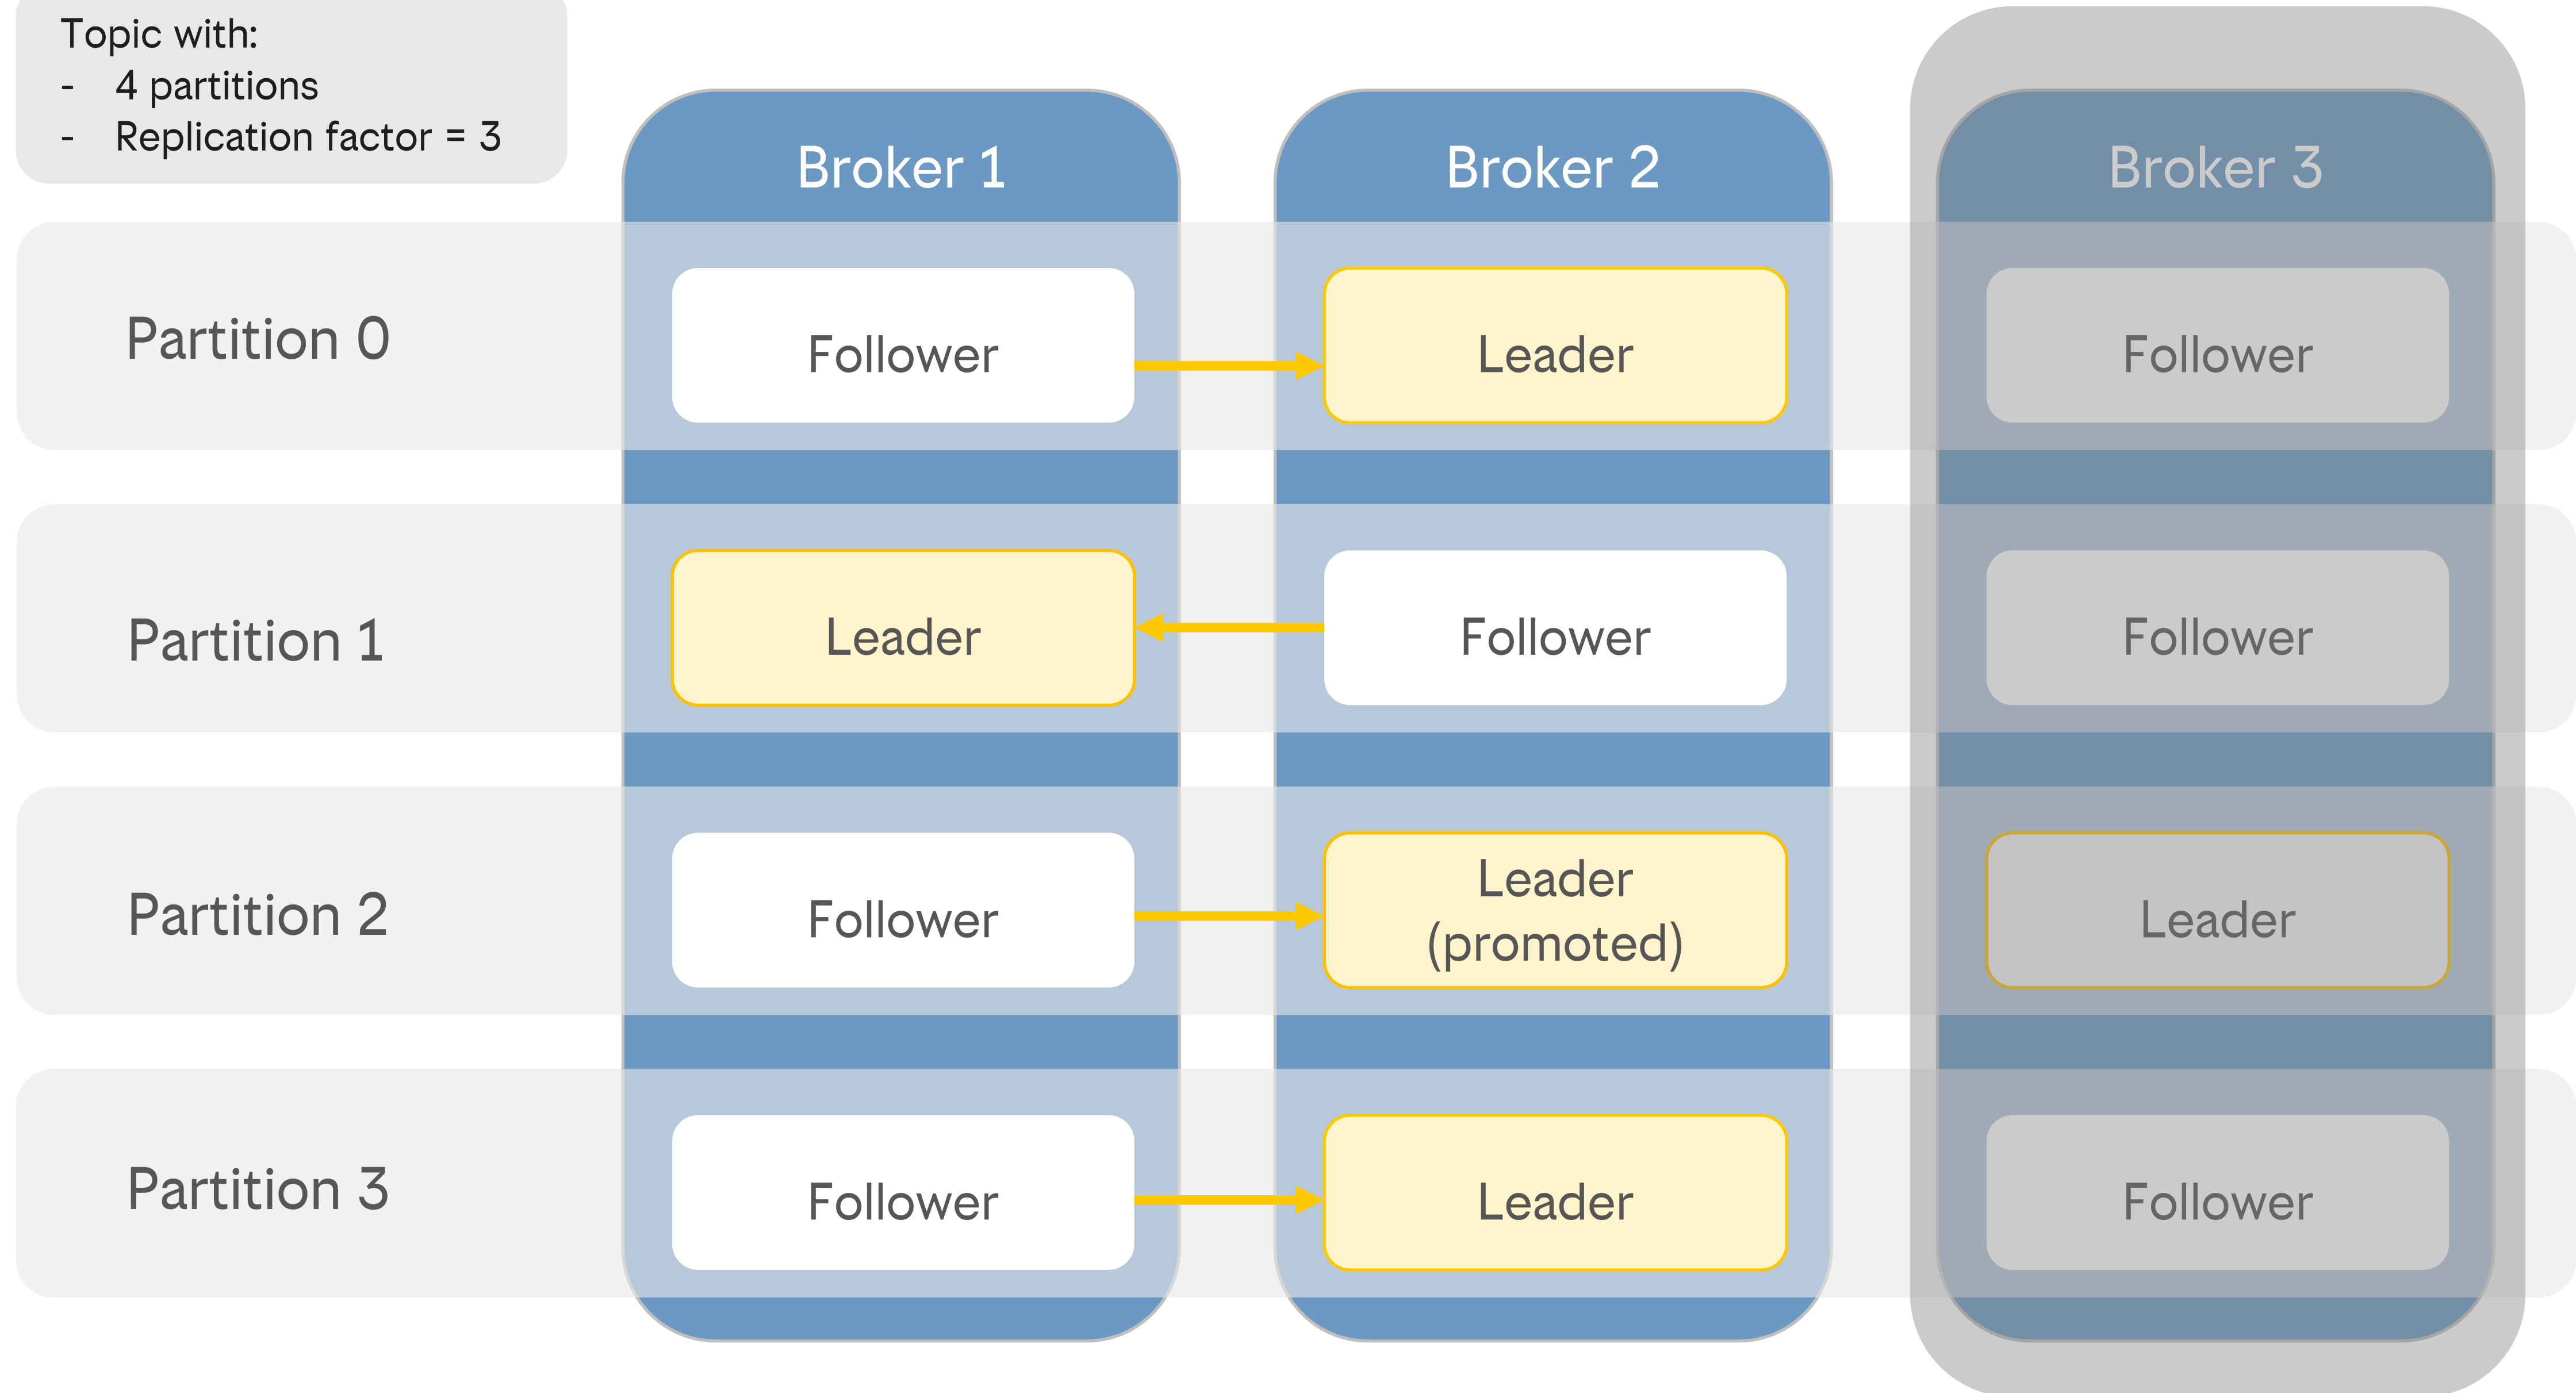 Topic with:
- 4 partitions
- Replication factor = 3
Broker 1
Broker 2
Broker 3
Partition 0
Follower
Leader
Follower
Partition 1
Leader
Follower
Follower
Partition 2
Follower
Leader
(promoted)
Leader
Partition 3
Follower
Leader
Follower